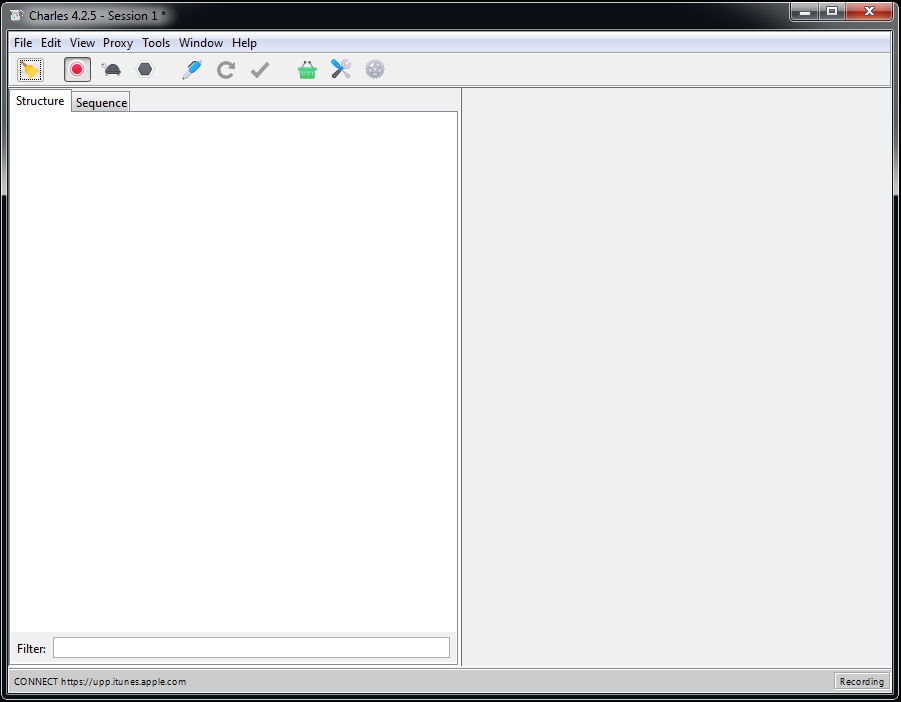 Charles 4.2.5 - Session 1 *
File Edit View Proxy Tools Window Help
Structure Sequence
Filter:
CONNECT https://upp.itunes.apple.com Recording